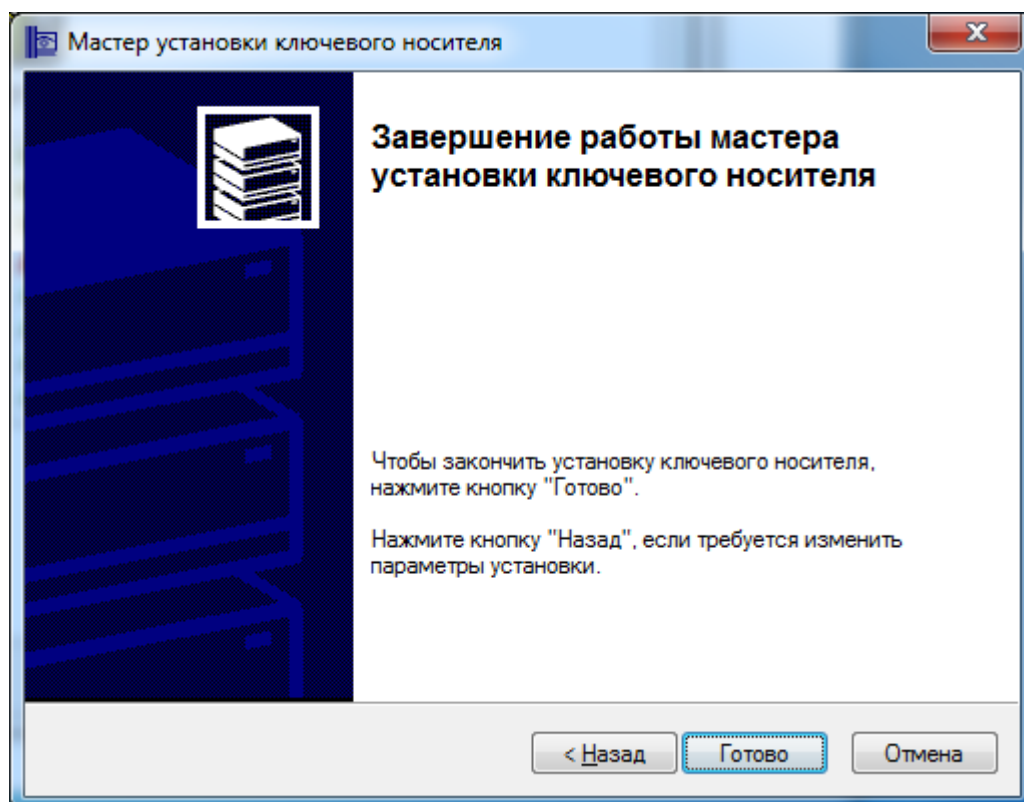 Мастер установки ключевого носителя
Завершение работы мастера
установки ключевого носителя
Чтобы закончить установку ключевого носителя,
нажмите кнопку "Готово".
Нажмите кнопку "Назад", если требуется изменить
параметры установки.
< Назад Готово Отмена